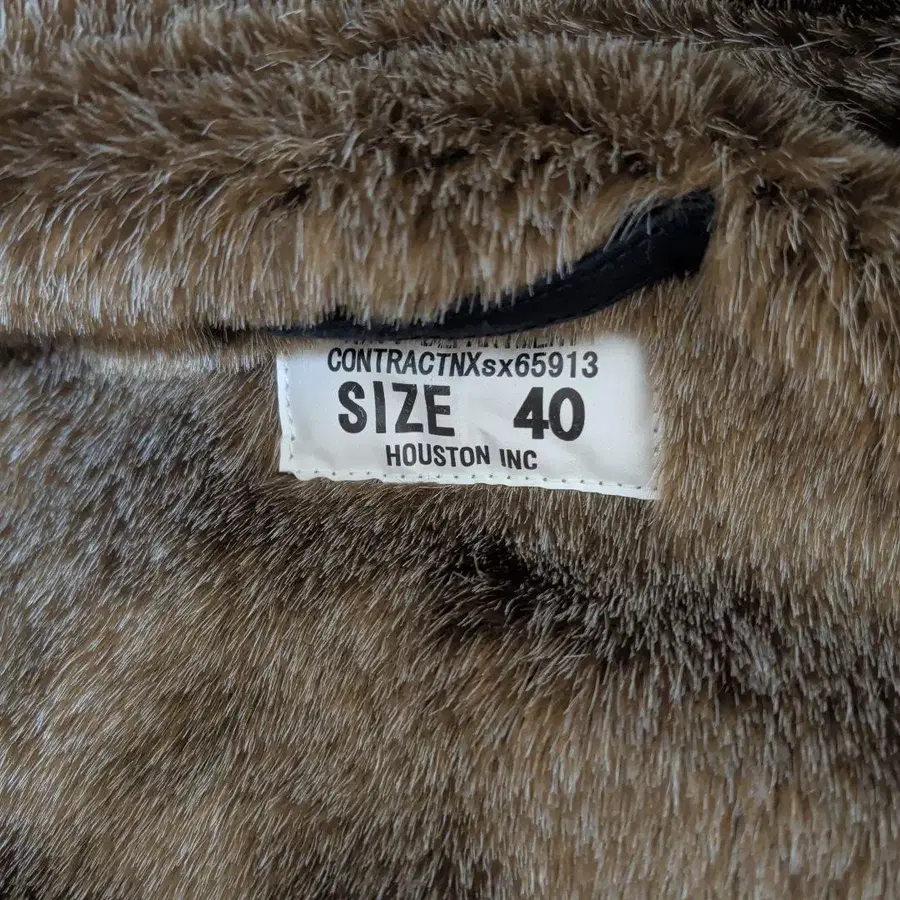 CONTRACTNXsx65913
SIZE 40
HOUSTON INC